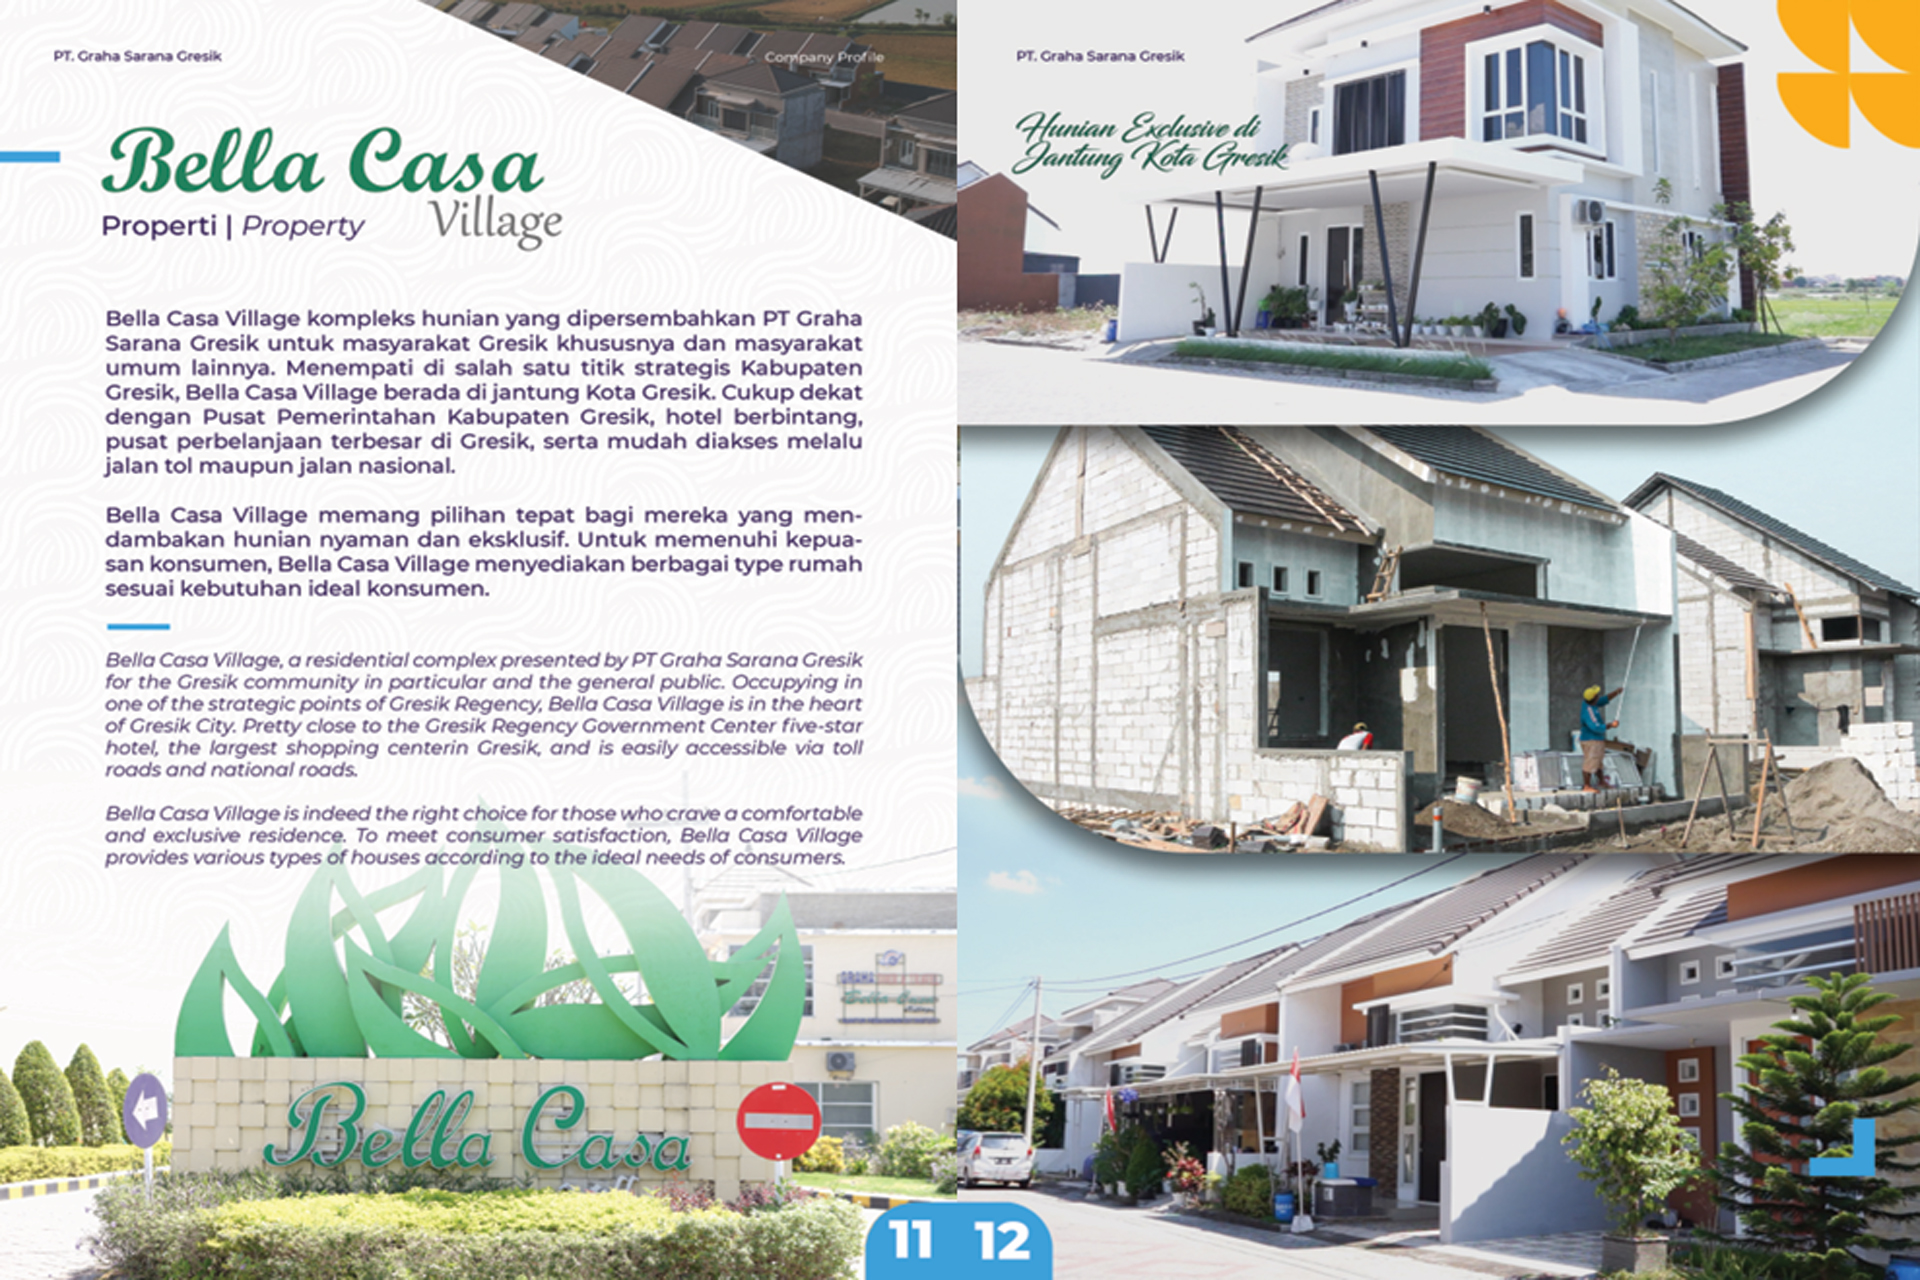 PT. Graha Sarana Gresik
Company Profile
Bella Casa
Village
Properti | Property
Bella Casa Village kompleks hunian yang dipersembahkan PT Graha
Sarana Gresik untuk masyarakat Gresik khususnya dan masyarakat
umum lainnya. Menempati di salah satu titik strategis Kabupaten
Gresik, Bella Casa Village berada di jantung Kota Gresik. Cukup dekat
dengan Pusat Pemerintahan Kabupaten Gresik, hotel berbintang,
pusat perbelanjaan terbesar di Gresik, serta mudah diakses melalu
jalan tol maupun jalan nasional.
Bella Casa Village memang pilihan tepat bagi mereka yang men-
dambakan hunian nyaman dan eksklusif. Untuk memenuhi kepua-
san konsumen, Bella Casa Village menyediakan berbagai type rumah
sesuai kebutuhan ideal konsumen.
Bella Casa Village, a residential complex presented by PT Graha Sarana Gresik
for the Gresik community in particular and the general public. Occupying in
one of the strategic points of Gresik Regency, Bella Casa Village is in the heart
of Gresik City. Pretty close to the Gresik Regency Government Center five-star
hotel, the largest shopping centerin Gresik, and is easily accessible via toll
roads and national roads.
Bella Casa Village is indeed the right choice for those who crave a comfortable
and exclusive residence. To meet consumer satisfaction, Bella Casa Village
provides various types of houses according to the ideal needs of consumers.
Bella Casa
11
PT. Graha Sarana Gresik
Hunian Exclusive di
Jantung Kota Gresik
12